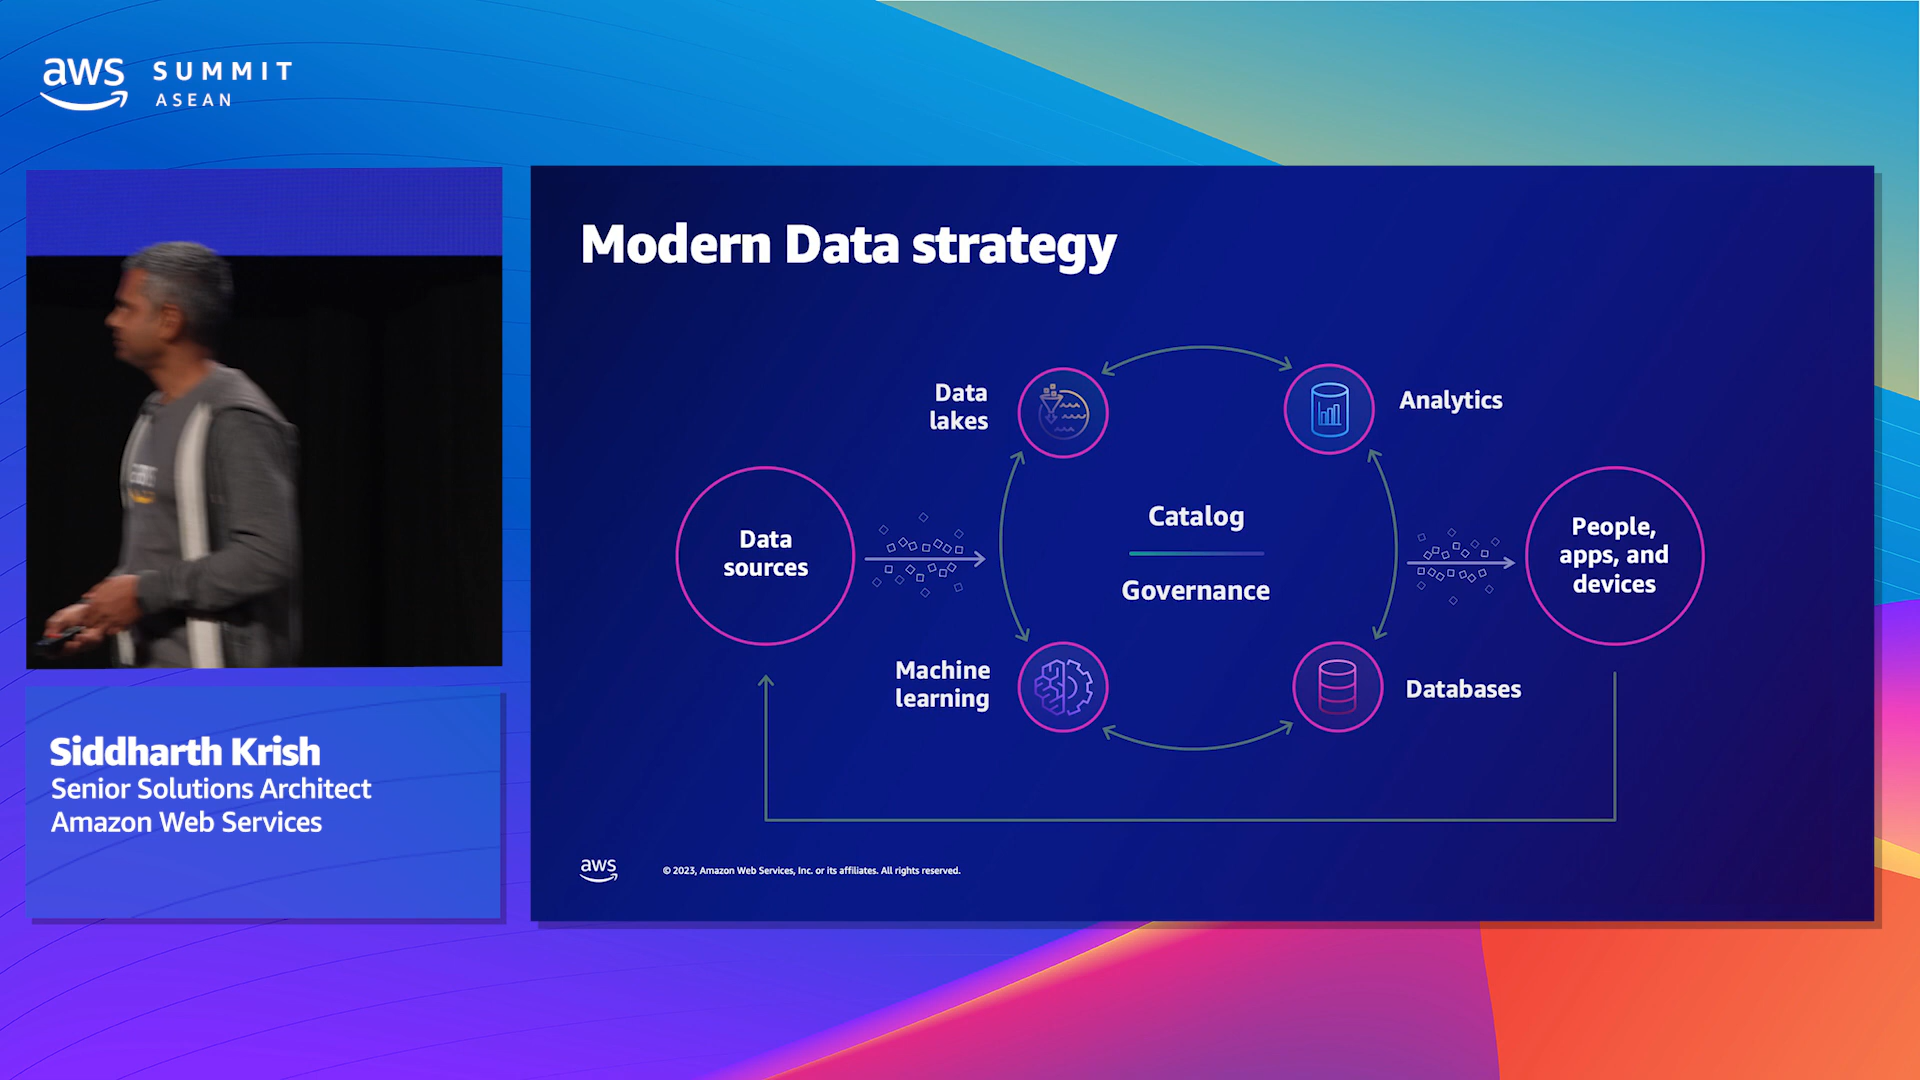 aws SUMMIT
ASEAN
Modern Data strategy
Data
lakes
Analytics
Data
sources
Catalog
Governance
People,
apps, and
devices
Machine
learning
Databases
aws
© 2023, Amazon Web Services, Inc. or its affiliates. All rights reserved.
Siddharth Krish
Senior Solutions Architect
Amazon Web Services